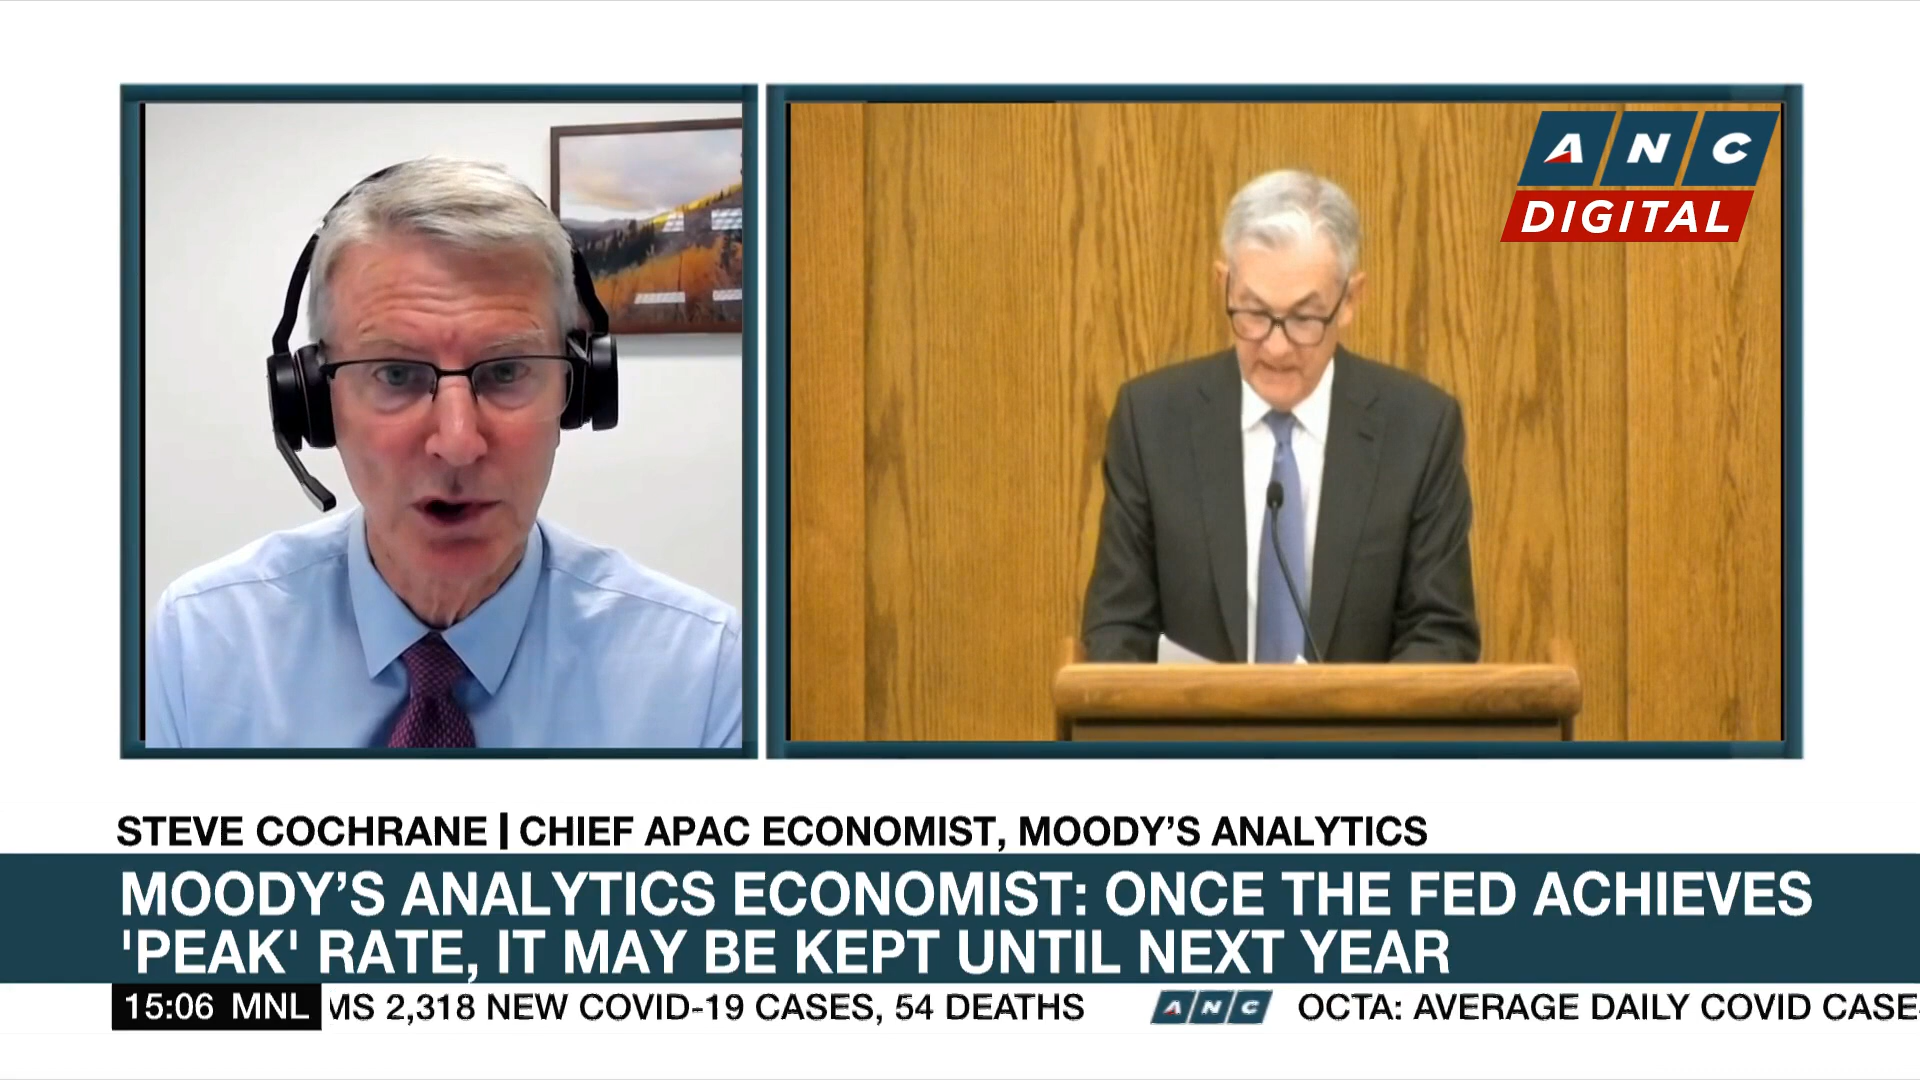 ANC
DIGITAL
STEVE COCHRANE | CHIEF APAC ECONOMIST, MOODY'S ANALYTICS
MOODY'S ANALYTICS ECONOMIST: ONCE THE FED ACHIEVES
'PEAK' RATE, IT MAY BE KEPT UNTIL NEXT YEAR
15:06 MNL MS 2,318 NEW COVID-19 CASES, 54 DEATHS ANC OCTA: AVERAGE DAILY COVID CASE